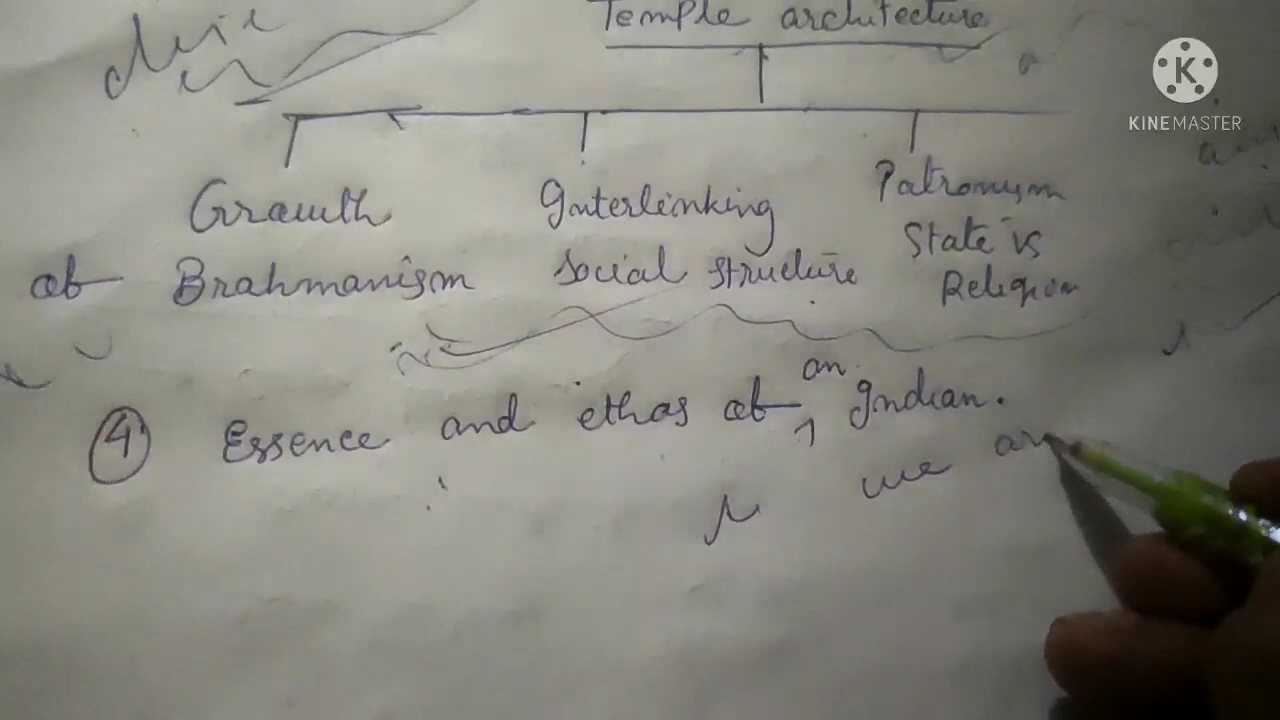 Temple architecture
KINEMASTER
Growth Interlinking Patronism
of Brahmanism social structure State vs
Religion
an
4 Essence and ethos of Indian.
we are